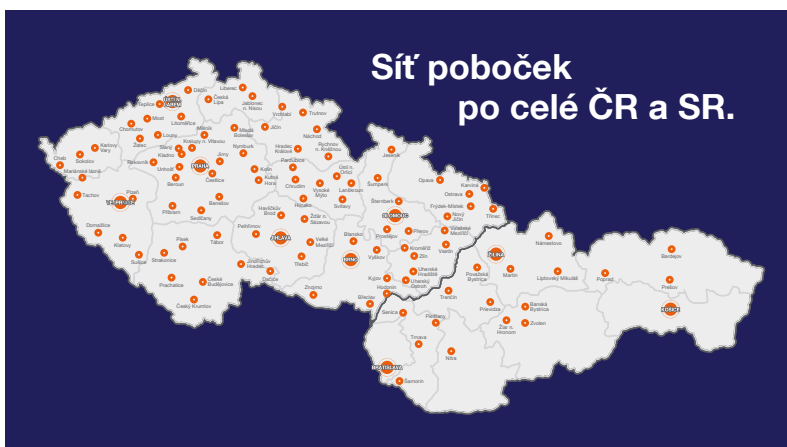 Síť poboček
po celé ČR a SR.
Děčín
Liberec
Teplice
ÚSTÍ N.
LABEM
Česká
Lípa
Jablonec
n. Nisou
Most
Litoměřice
Vrchlabí
Trutnov
Chomutov
Žatec
Louny
Mělník
Mladá
Boleslav
Jičín
Náchod
Karlovy
Vary
Slaný
Kralupy n. Vltavou
Cheb
Sokolov
Kladno
Jirny
Nymburk
Hradec
Králové
Rychnov
n. Kněžnou
Mariánské lázně
Rakovník
Unhošť
PRAHA
Kolín
Pardubice
Ústí n.
Orlicí
Jeseník
Beroun
Čestlice
Kutná
Hora
Chrudim
Vysoké
Mýto
Lanškroun
Šumperk
Opava
Karviná
Tachov
Plzeň
Benešov
Hlinsko
Svitavy
Šternberk
Ostrava
Příbram
Sedlčany
Havlíčkův
Brod
Žďár n.
Sázavou
OLOMOUC
Frýdek-Místek
Nový
Jičín
Třinec
Domažlice
Klatovy
Písek
Tábor
Pelhřimov
JIHLAVA
Velké
Meziříčí
Blansko
Prostějov
Přerov
Valašské
Meziříčí
Sušice
Strakonice
Třebíč
BRNO
Vyškov
Kroměříž
Zlín
Vsetín
ŽILINA
Námestovo
Jindřichův
Hradec
Dačice
Uherské
Hradiště
Považská
Bystrica
Martin
Liptovský Mikuláš
Poprad
Bardejov
Prachatice
České
Budějovice
Kyjov
Uherský
Ostroh
Prešov
Český Krumlov
Znojmo
Hodonín
Trenčín
Břeclav
Prievidza
Banská
Bystrica
KOŠICE
Senica
Piešťany
Žiar n.
Hronom
Zvolen
Trnava
Nitra
BRATISLAVA
Šamorín